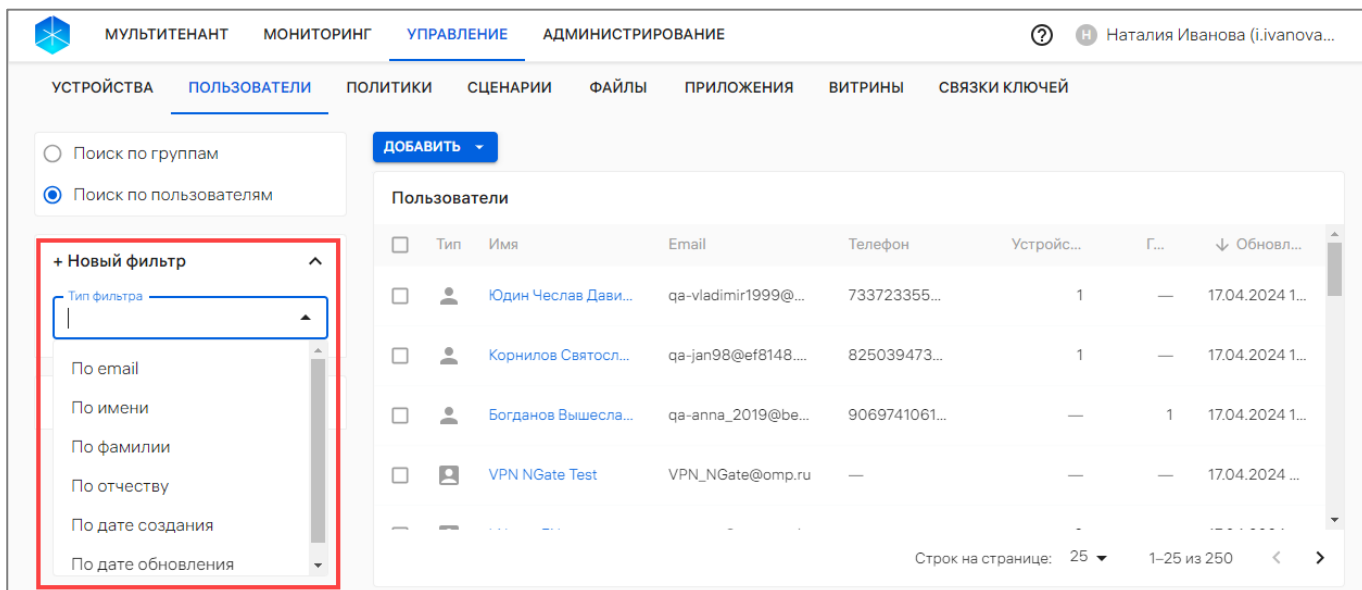 МУЛЬТИТЕНАНТ МОНИТОРИНГ УПРАВЛЕНИЕ АДМИНИСТРИРОВАНИЕ Н Наталия Иванова (i.ivanova...
УСТРОЙСТВА ПОЛЬЗОВАТЕЛИ ПОЛИТИКИ СЦЕНАРИИ ФАЙЛЫ ПРИЛОЖЕНИЯ ВИТРИНЫ СВЯЗКИ КЛЮЧЕЙ
Поиск по группам
Поиск по пользователям
+ Новый фильтр
Тип фильтра
По email
По имени
По фамилии
По отчеству
По дате создания
По дате обновления
ДОБАВИТЬ
Пользователи
Тип Имя Email Телефон Устройс... Г... ↓ Обновл...
Юдин Чеслав Дави... qa-vladimir1999@... 733723355... 1 — 17.04.2024 1...
Корнилов Святосл... qa-jan98@ef8148.... 825039473... 1 — 17.04.2024 1...
Богданов Вышесла... qa-anna_2019@be... 9069741061... — 1 17.04.2024 1...
VPN NGate Test VPN_NGate@omp.ru — — — 17.04.2024 ...
Строк на странице: 25 1–25 из 250